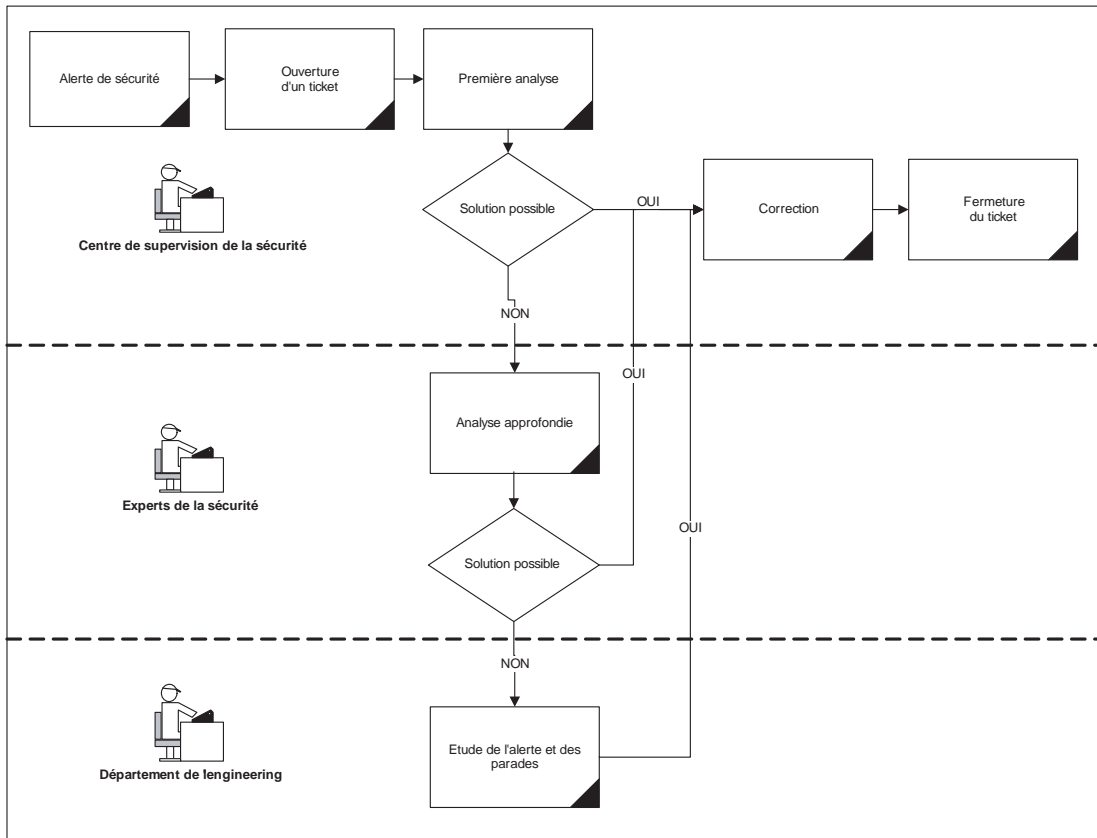 Alerte de sécurité
Ouverture
d'un ticket
Première analyse
Solution possible
OUI
Correction
Fermeture
du ticket
Centre de supervision de la sécurité
NON
OUI
Analyse approfondie
Experts de la sécurité
OUI
Solution possible
NON
Etude de l'alerte et des
parades
Département de lengineering